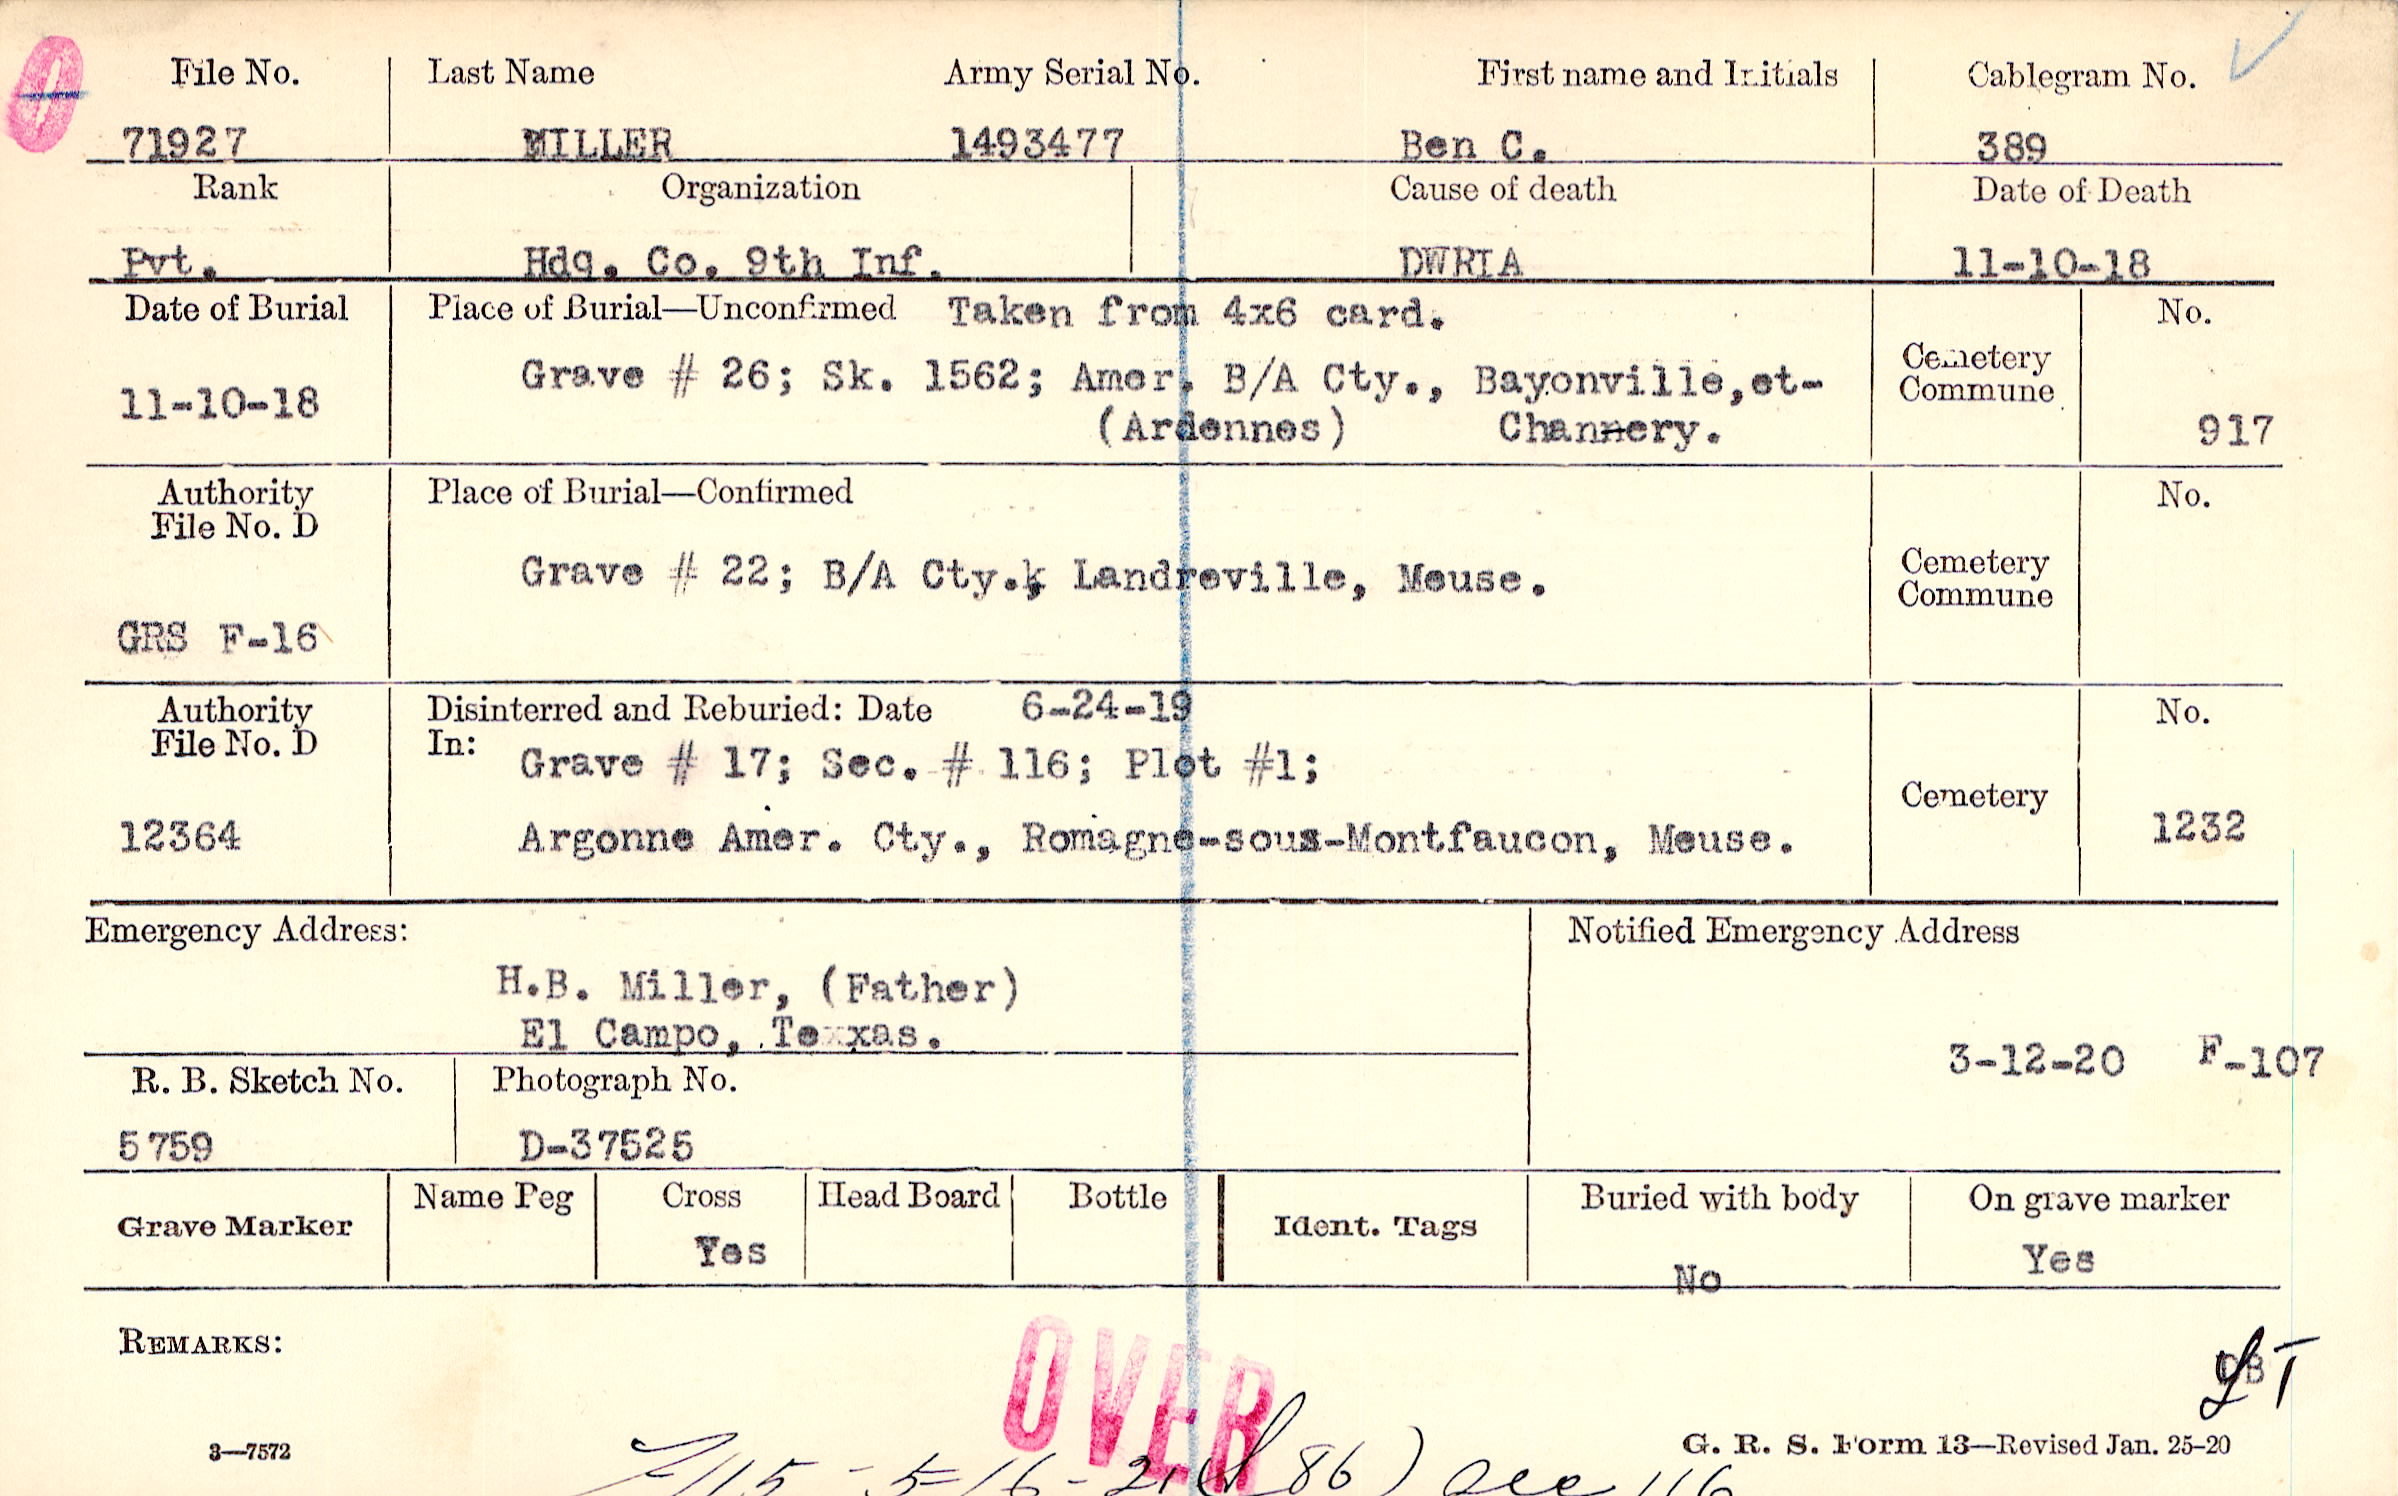 File No. Last Name Army Serial No. First name and Initials Cablegram No.
71927 MILLER 1493477 Ben C. 389
Rank Organization Cause of death Date of Death
Pvt. Hdq. Co. 9th Inf. DWRIA 11-10-18
Date of Burial Place of Burial—Unconfirmed Taken from 4x6 card. No.
Grave # 26; Sk. 1562; Amer. B/A Cty., Bayonville,et- Cemetery Commune
11-10-18 (Ardennes) Channery. 917
Authority File No. D Place of Burial—Confirmed No.
Grave # 22; B/A Cty., Landreville, Meuse. Cemetery Commune
GRS F-16
Authority File No. D Disinterred and Reburied: Date 6-24-19 No.
In: Grave # 17; Sec. # 116; Plot #1; Cemetery
12364 Argonne Amer. Cty., Romagne-sous-Montfaucon, Meuse. 1232
Emergency Address: Notified Emergency Address
H.B. Miller, (Father)
El Campo, Texxas. 3-12-20 F-107
R. B. Sketch No. Photograph No.
5759 D-37525
Grave Marker Name Peg Cross Head Board Bottle Ident. Tags Buried with body On grave marker
Yes No Yes
REMARKS:
OVER
3—7572 G. R. S. Form 13—Revised Jan. 25-20
5-16-21 86) sec 116